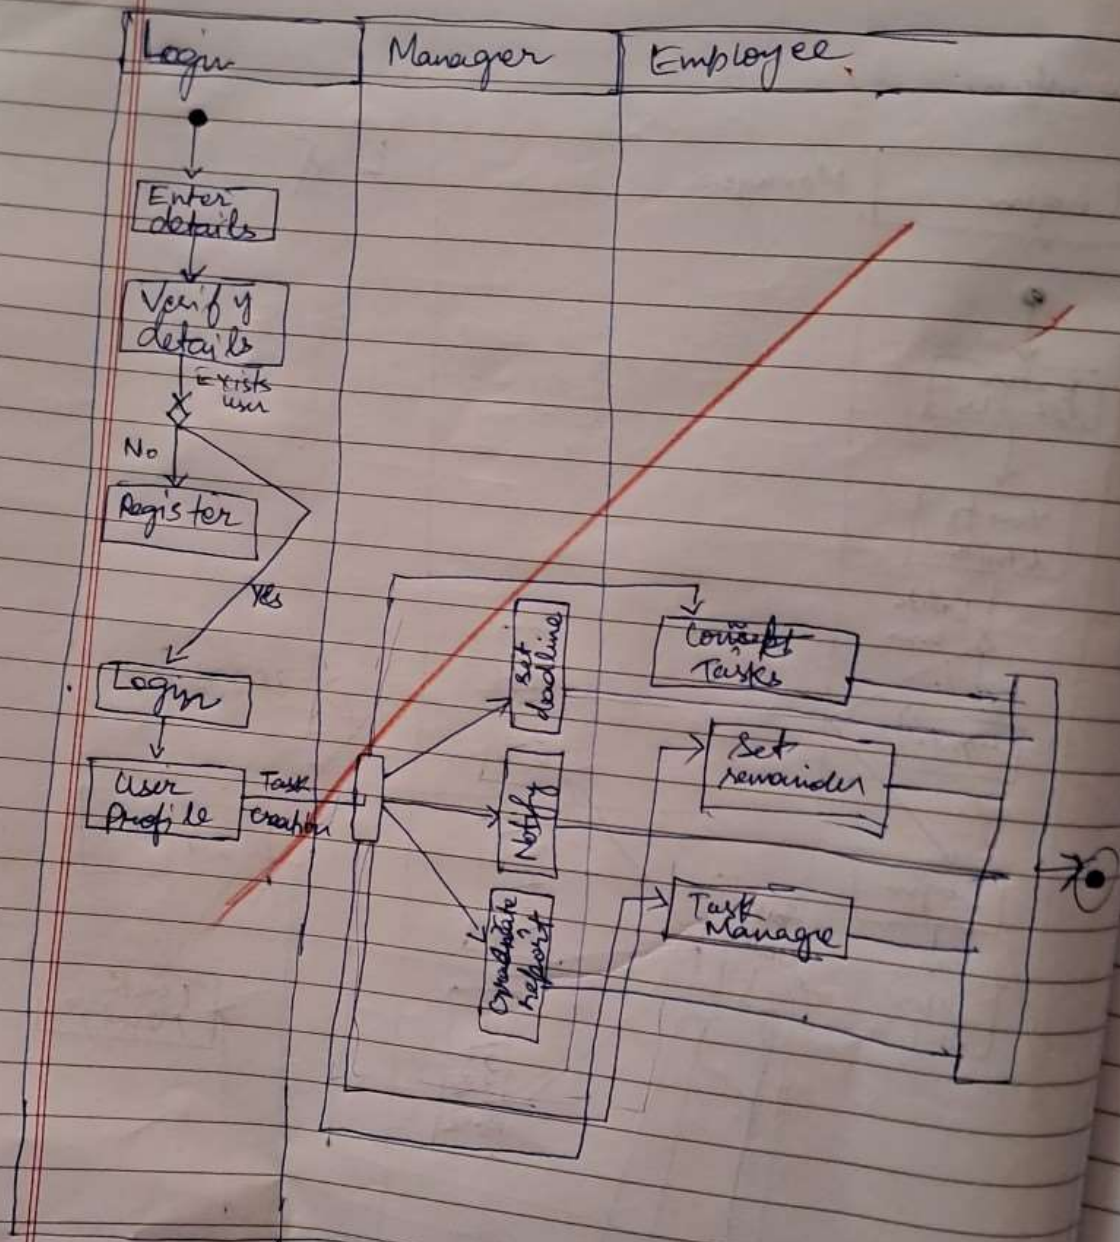 Login
Manager
Employee
Enter
details
Verify
details
Exists
user
No
Register
Yes
Login
User
Profile
Task
creation
Set
deadline
Notify
report
Tasks
Set
remainder
Task
Manage